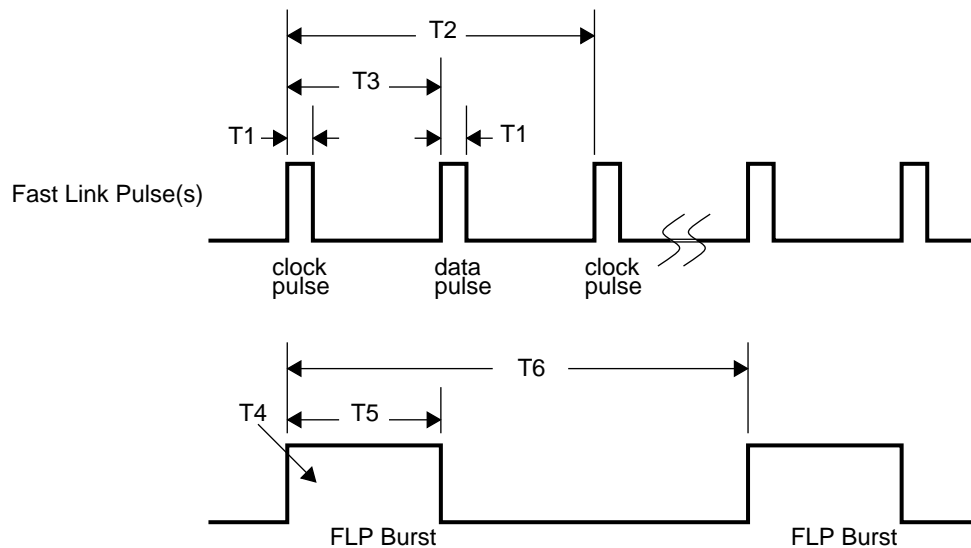 T2
T3
T1
T1
Fast Link Pulse(s)
clock
pulse
data
pulse
clock
pulse
T6
T4
T5
FLP Burst
FLP Burst